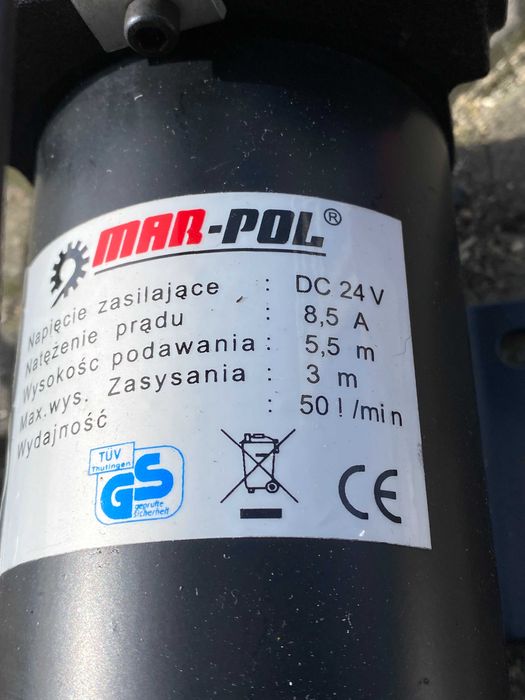 MAR-POL®
Napięcie zasilające : DC 24 V
Natężenie prądu : 8,5 A
Wysokość podawania : 5,5 m
Max.wys. Zasysania : 3 m
Wydajność : 50 l /min
TÜV
Thüringen
GS
geprüfte
Sicherheit
CE